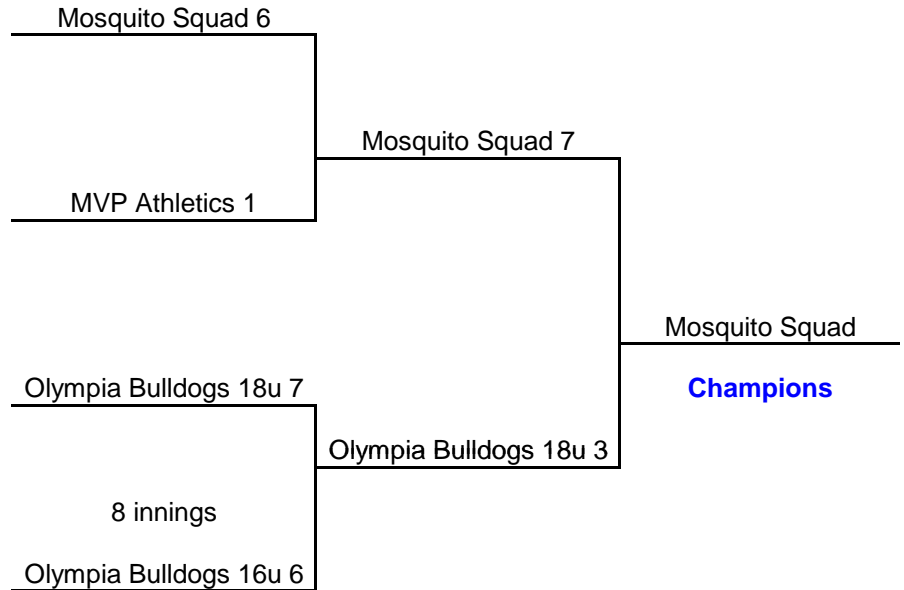 Mosquito Squad 6
Mosquito Squad 7
MVP Athletics 1
Mosquito Squad
Olympia Bulldogs 18u 7
Champions
Olympia Bulldogs 18u 3
8 innings
Olympia Bulldogs 16u 6